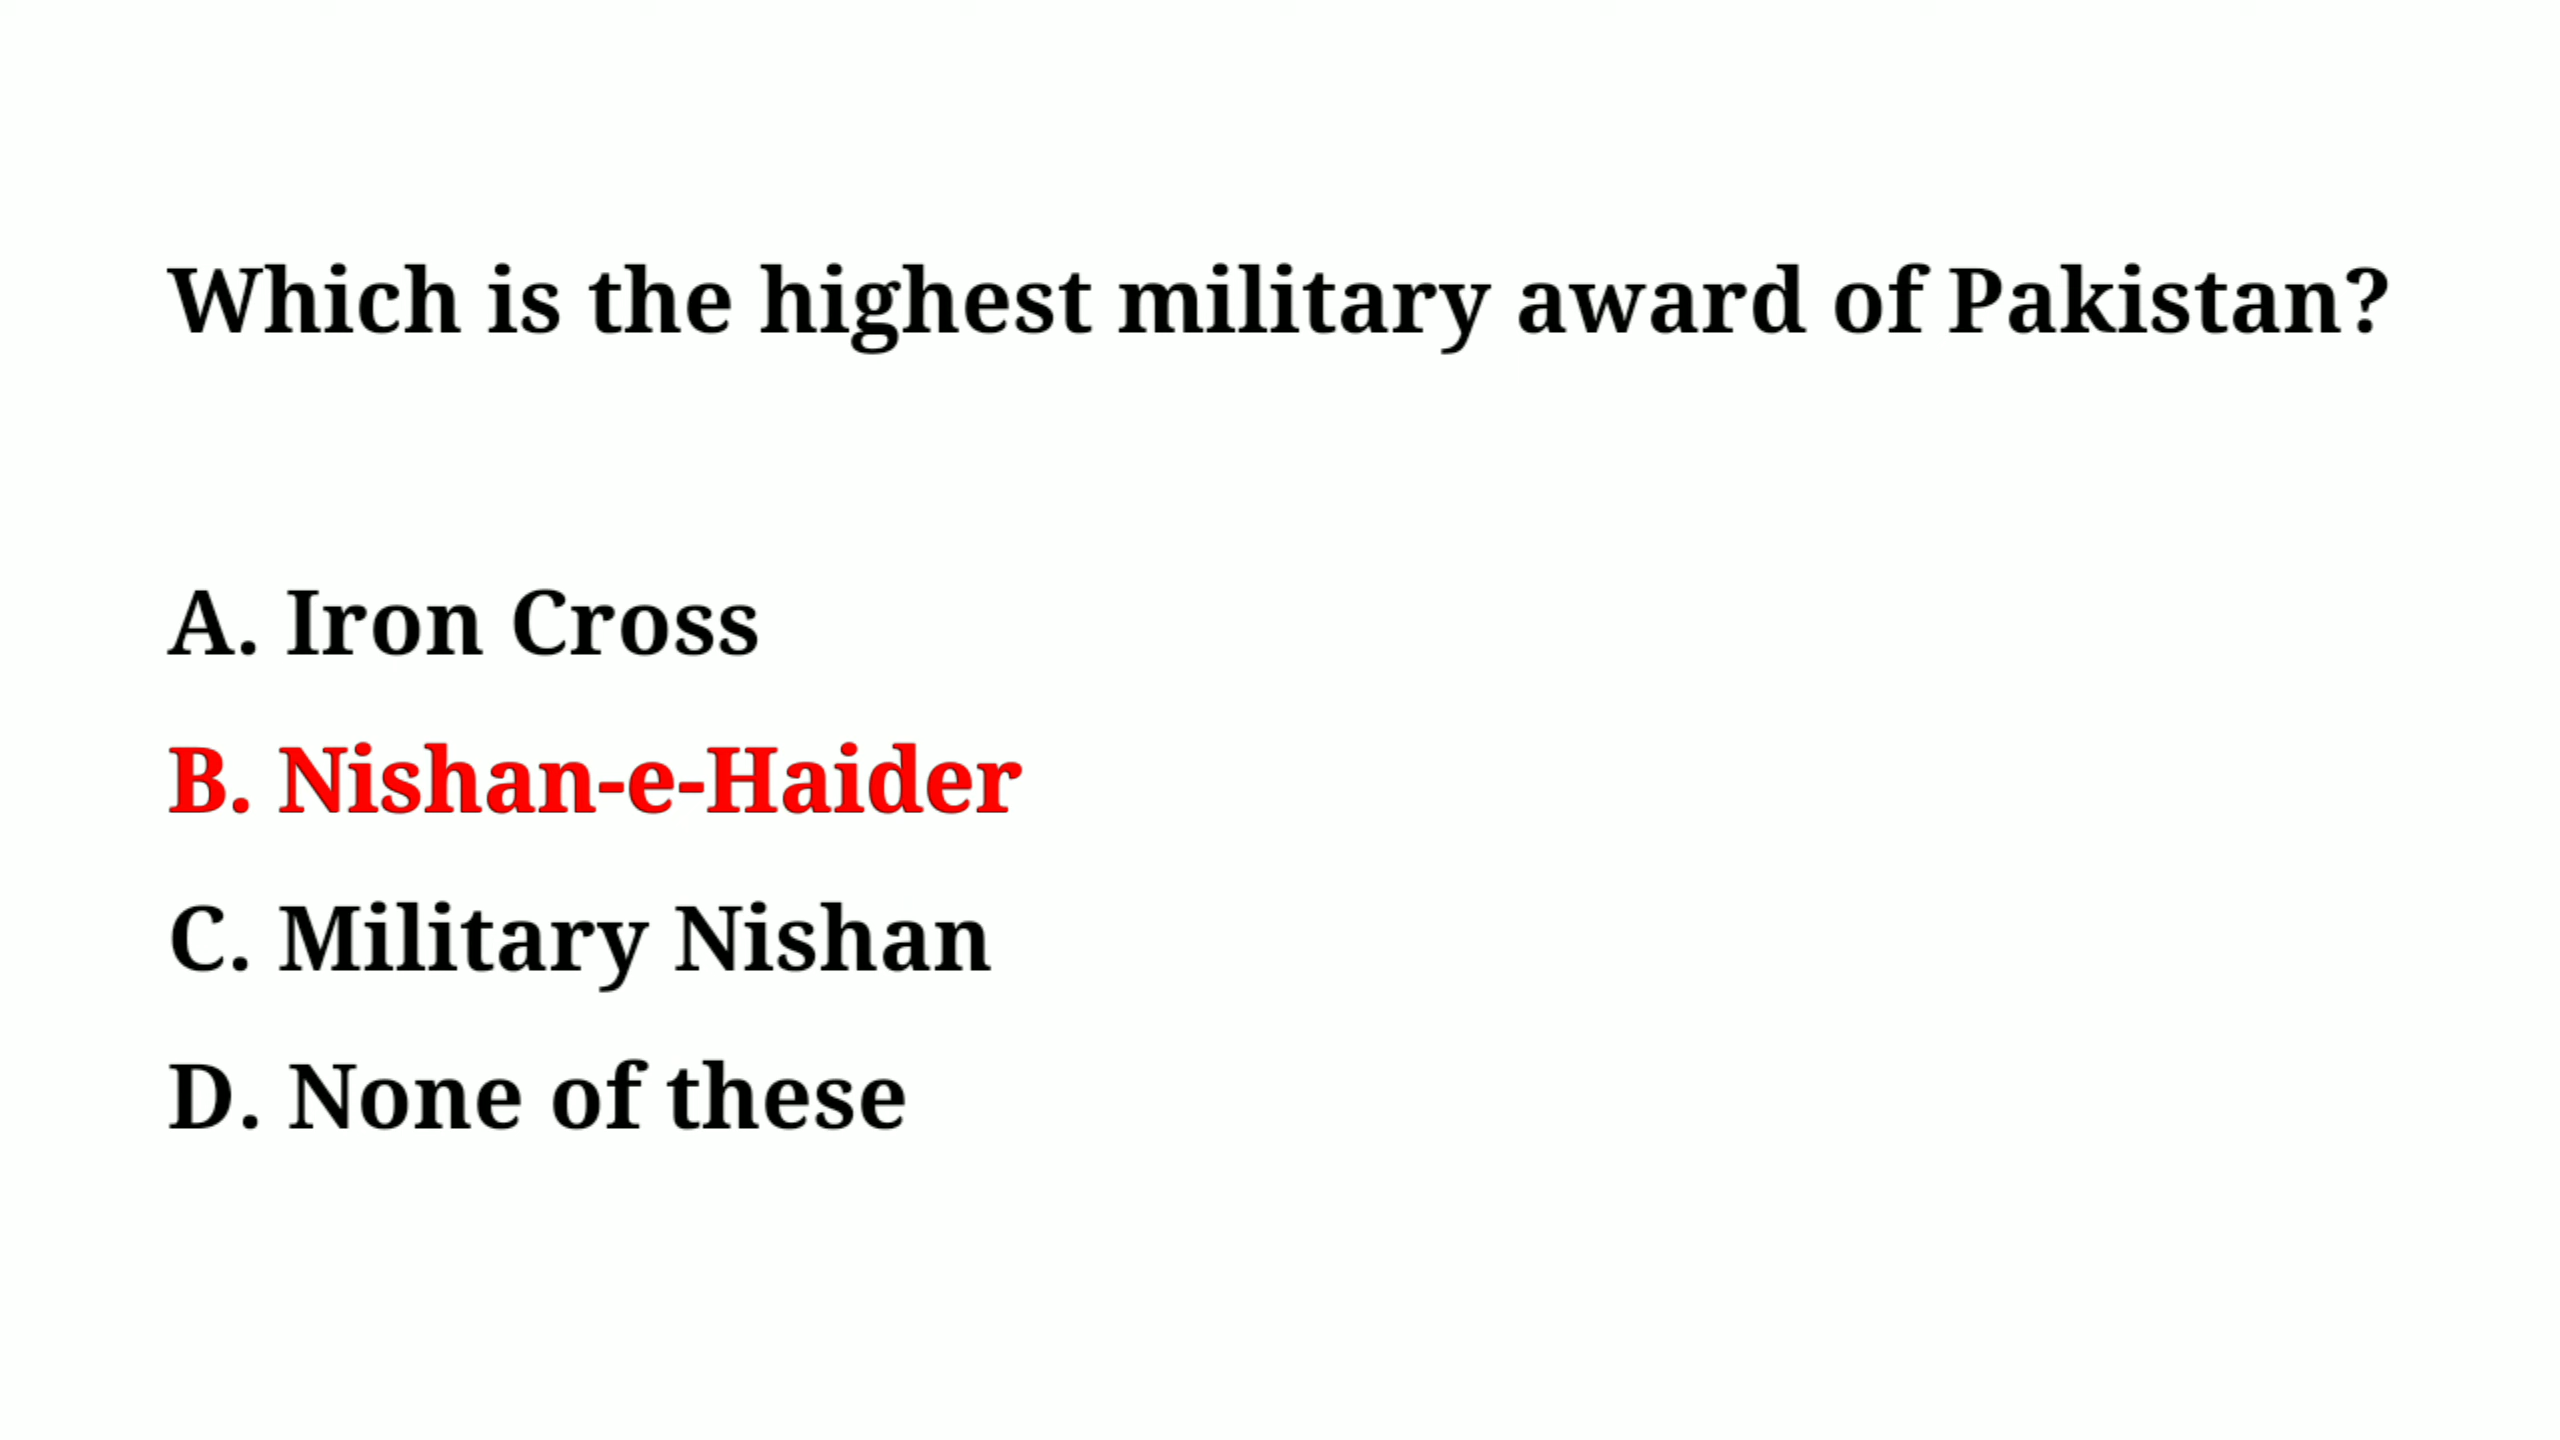 Which is the highest military award of Pakistan?
A. Iron Cross
B. Nishan-e-Haider
C. Military Nishan
D. None of these